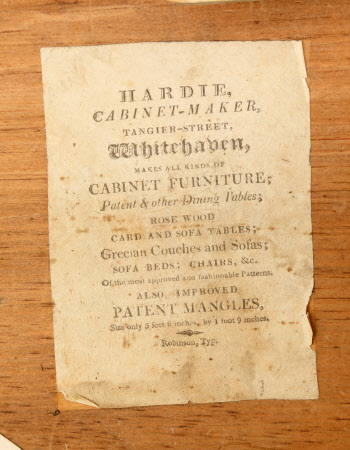 HARDIE,
CABINET-MAKER,
TANGIER-STREET,
Whitehaven,
MAKES ALL KINDS OF
CABINET FURNITURE;
Patent & other Dining Tables;
ROSE WOOD
CARD AND SOFA TABLES;
Grecian Couches and Sofas;
SOFA BEDS; CHAIRS, &c.
Of the most approved and fashionable Patterns.
ALSO, IMPROVED
PATENT MANGLES,
Size only 5 feet 6 inches, by 1 foot 9 inches.
Robinson, Typ.